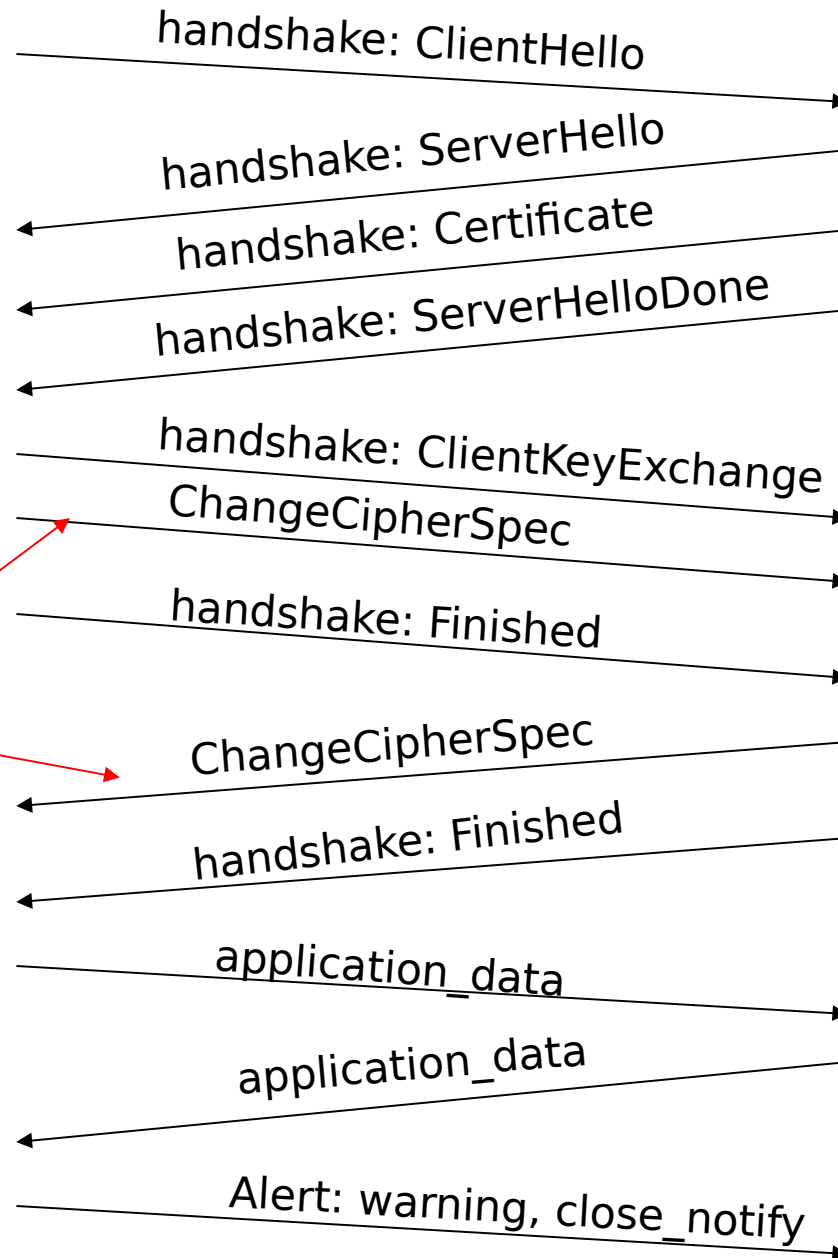 handshake: ClientHello
handshake: ServerHello
handshake: Certificate
handshake: ServerHelloDone
handshake: ClientKeyExchange
ChangeCipherSpec
handshake: Finished
ChangeCipherSpec
handshake: Finished
application_data
application_data
Alert: warning, close_notify